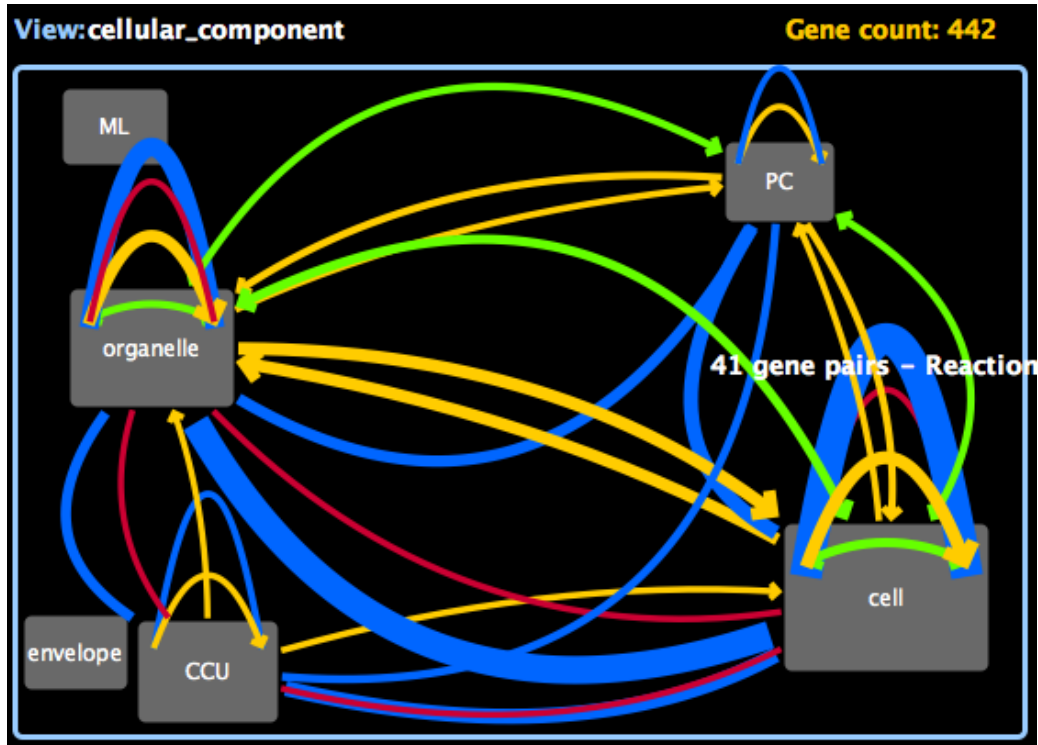 View:cellular_component
Gene count: 442
ML
PC
organelle
41 gene pairs - Reaction
cell
envelope
CCU